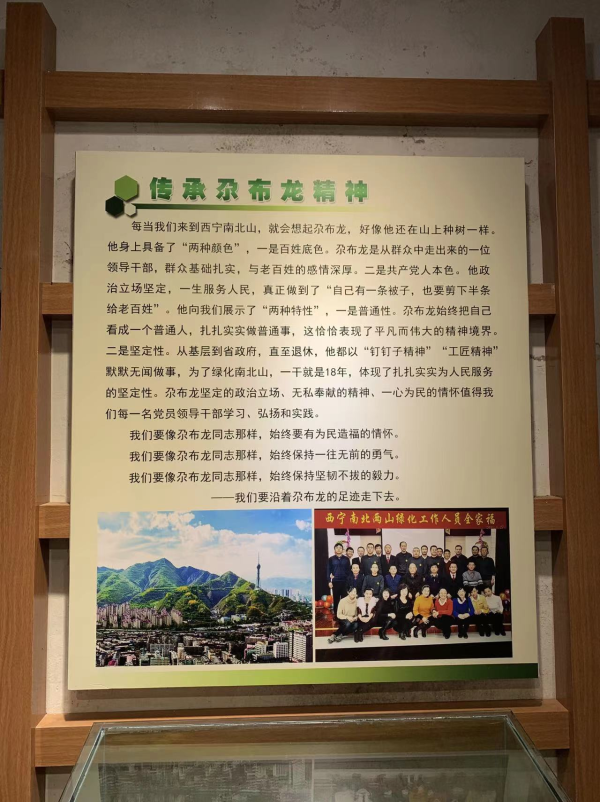 传承尕布龙精神
每当我们来到西宁南北山，就会想起尕布龙，好像他还在山上种树一样。
他身上具备了“两种颜色”，一是百姓底色。尕布龙是从群众中走出来的一位
领导干部，群众基础扎实，与老百姓的感情深厚。二是共产党人本色。他政
治立场坚定，一生服务人民，真正做到了“自己有一条被子，也要剪下半条
给老百姓”。他向我们展示了“两种特性”，一是普通性。尕布龙始终把自己
看成一个普通人，扎扎实实做普通事，这恰恰表现了平凡而伟大的精神境界。
二是坚定性。从基层到省政府，直至退休，他都以“钉钉子精神”“工匠精神”
默默无闻做事，为了绿化南北山，一干就是18年，体现了扎扎实实为人民服务
的坚定性。尕布龙坚定的政治立场、无私奉献的精神、一心为民的情怀值得我
们每一名党员领导干部学习、弘扬和实践。
我们要像尕布龙同志那样，始终要有为民造福的情怀。
我们要像尕布龙同志那样，始终保持一往无前的勇气。
我们要像尕布龙同志那样，始终保持坚韧不拔的毅力。
——我们要沿着尕布龙的足迹走下去。
西宁南北两山绿化工作人员全家福